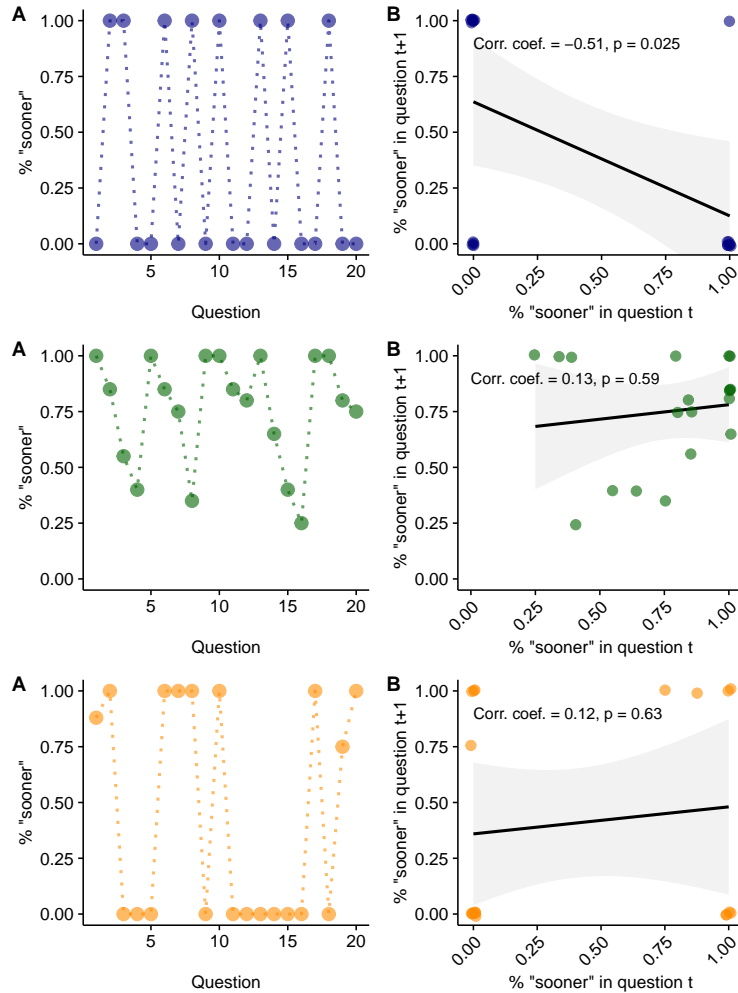 A
1.00
0.75
0.50
0.25
0.00
% "sooner"
5
10
15
20
Question
B
Corr. coef. = −0.51, p = 0.025
1.00
0.75
0.50
0.25
0.00
% "sooner" in question t+1
0.00
0.25
0.50
0.75
1.00
% "sooner" in question t
A
1.00
0.75
0.50
0.25
0.00
% "sooner"
5
10
15
20
Question
B
Corr. coef. = 0.13, p = 0.59
1.00
0.75
0.50
0.25
0.00
% "sooner" in question t+1
0.00
0.25
0.50
0.75
1.00
% "sooner" in question t
A
1.00
0.75
0.50
0.25
0.00
% "sooner"
5
10
15
20
Question
B
Corr. coef. = 0.12, p = 0.63
1.00
0.75
0.50
0.25
0.00
% "sooner" in question t+1
0.00
0.25
0.50
0.75
1.00
% "sooner" in question t